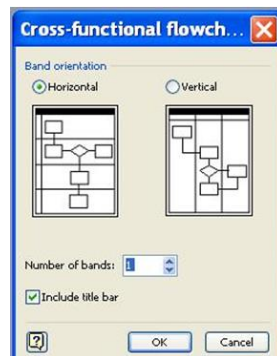 Cross-functional flowch...
Band orientation
Horizontal Vertical
Number of bands: 1
Include title bar
? OK Cancel